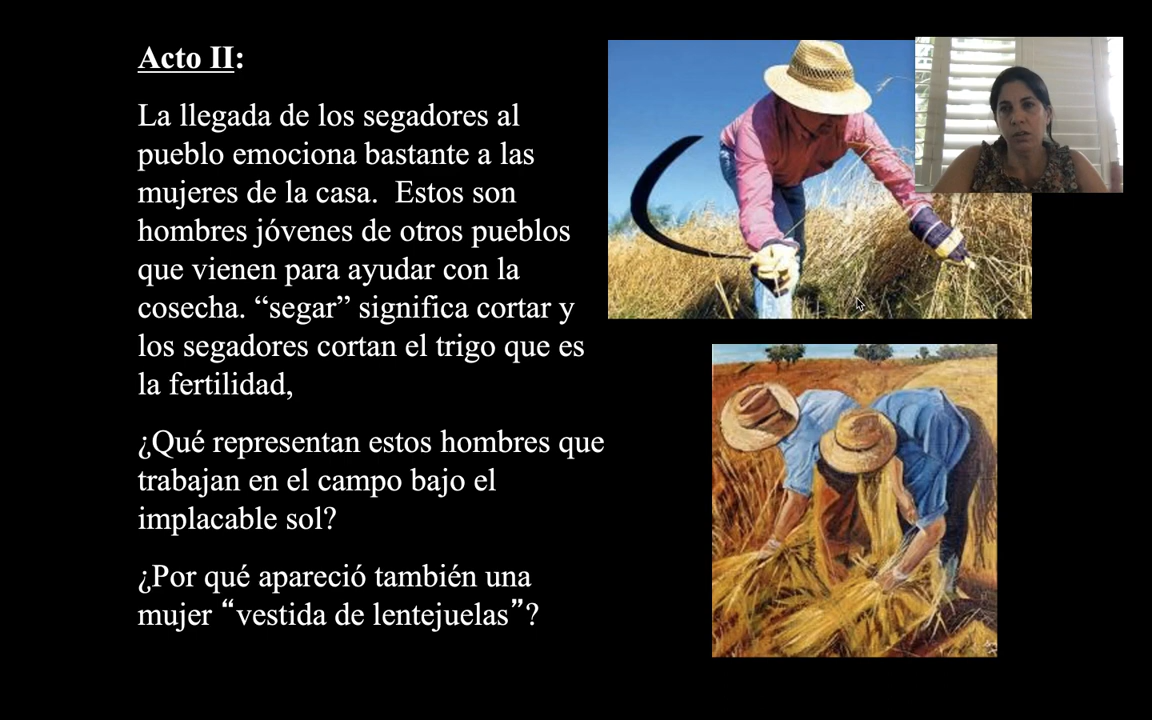 Acto II:
La llegada de los segadores al
pueblo emociona bastante a las
mujeres de la casa.  Estos son
hombres jóvenes de otros pueblos
que vienen para ayudar con la
cosecha. “segar” significa cortar y
los segadores cortan el trigo que es
la fertilidad,
¿Qué representan estos hombres que
trabajan en el campo bajo el
implacable sol?
¿Por qué apareció también una
mujer “vestida de lentejuelas”?